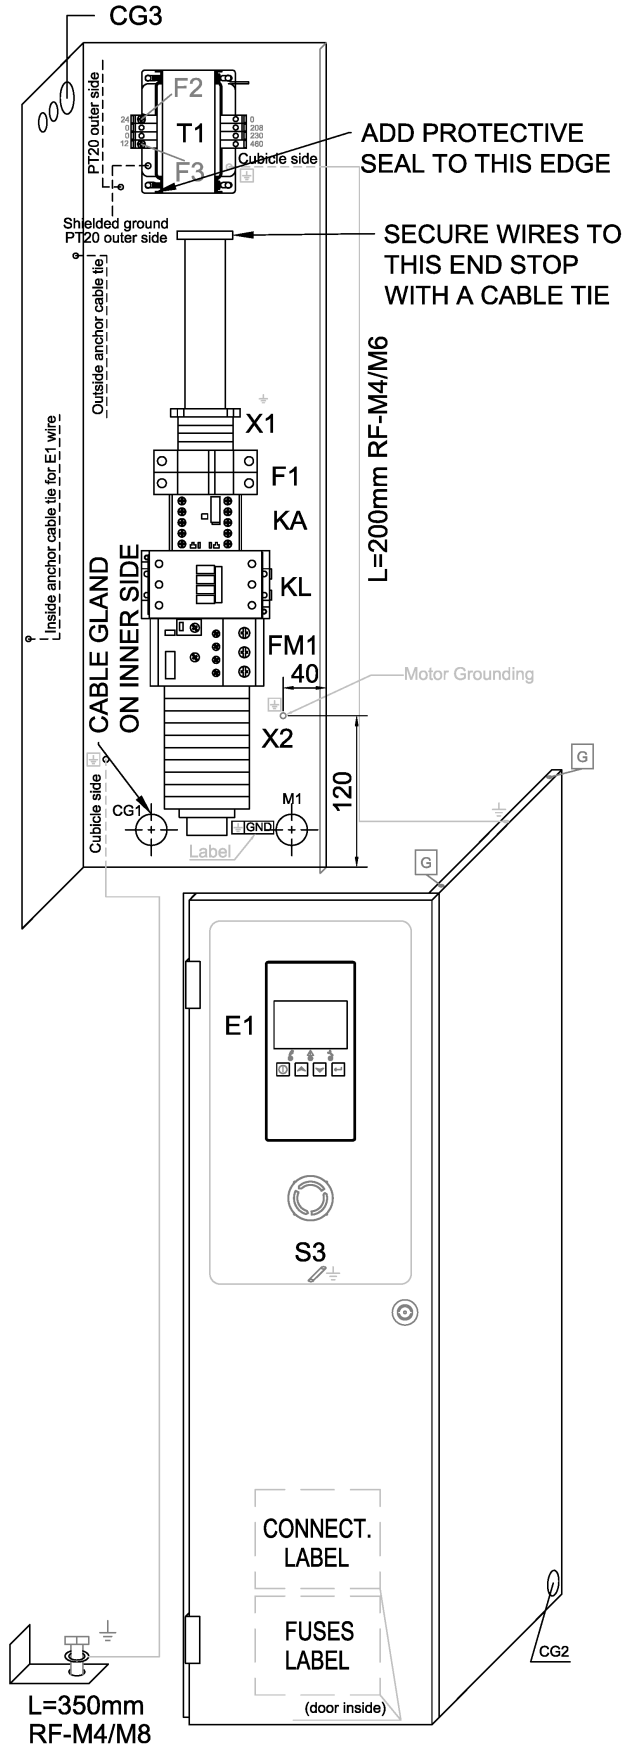 CG3
PT20 outer side
F2
T1
F3
24
0
0
12
0
208
230
460
Cubicle side
ADD PROTECTIVE
SEAL TO THIS EDGE
Shielded ground
PT20 outer side
SECURE WIRES TO
THIS END STOP
WITH A CABLE TIE
Outside anchor cable tie
L=200mm RF-M4/M6
X1
F1
KA
Inside anchor cable tie for E1 wire
KL
CABLE GLAND
ON INNER SIDE
FM1
40
Motor Grounding
X2
120
G
Cubicle side
CG1
M1
GND
Label
G
E1
S3
CONNECT.
LABEL
FUSES
LABEL
(door inside)
CG2
L=350mm
RF-M4/M8